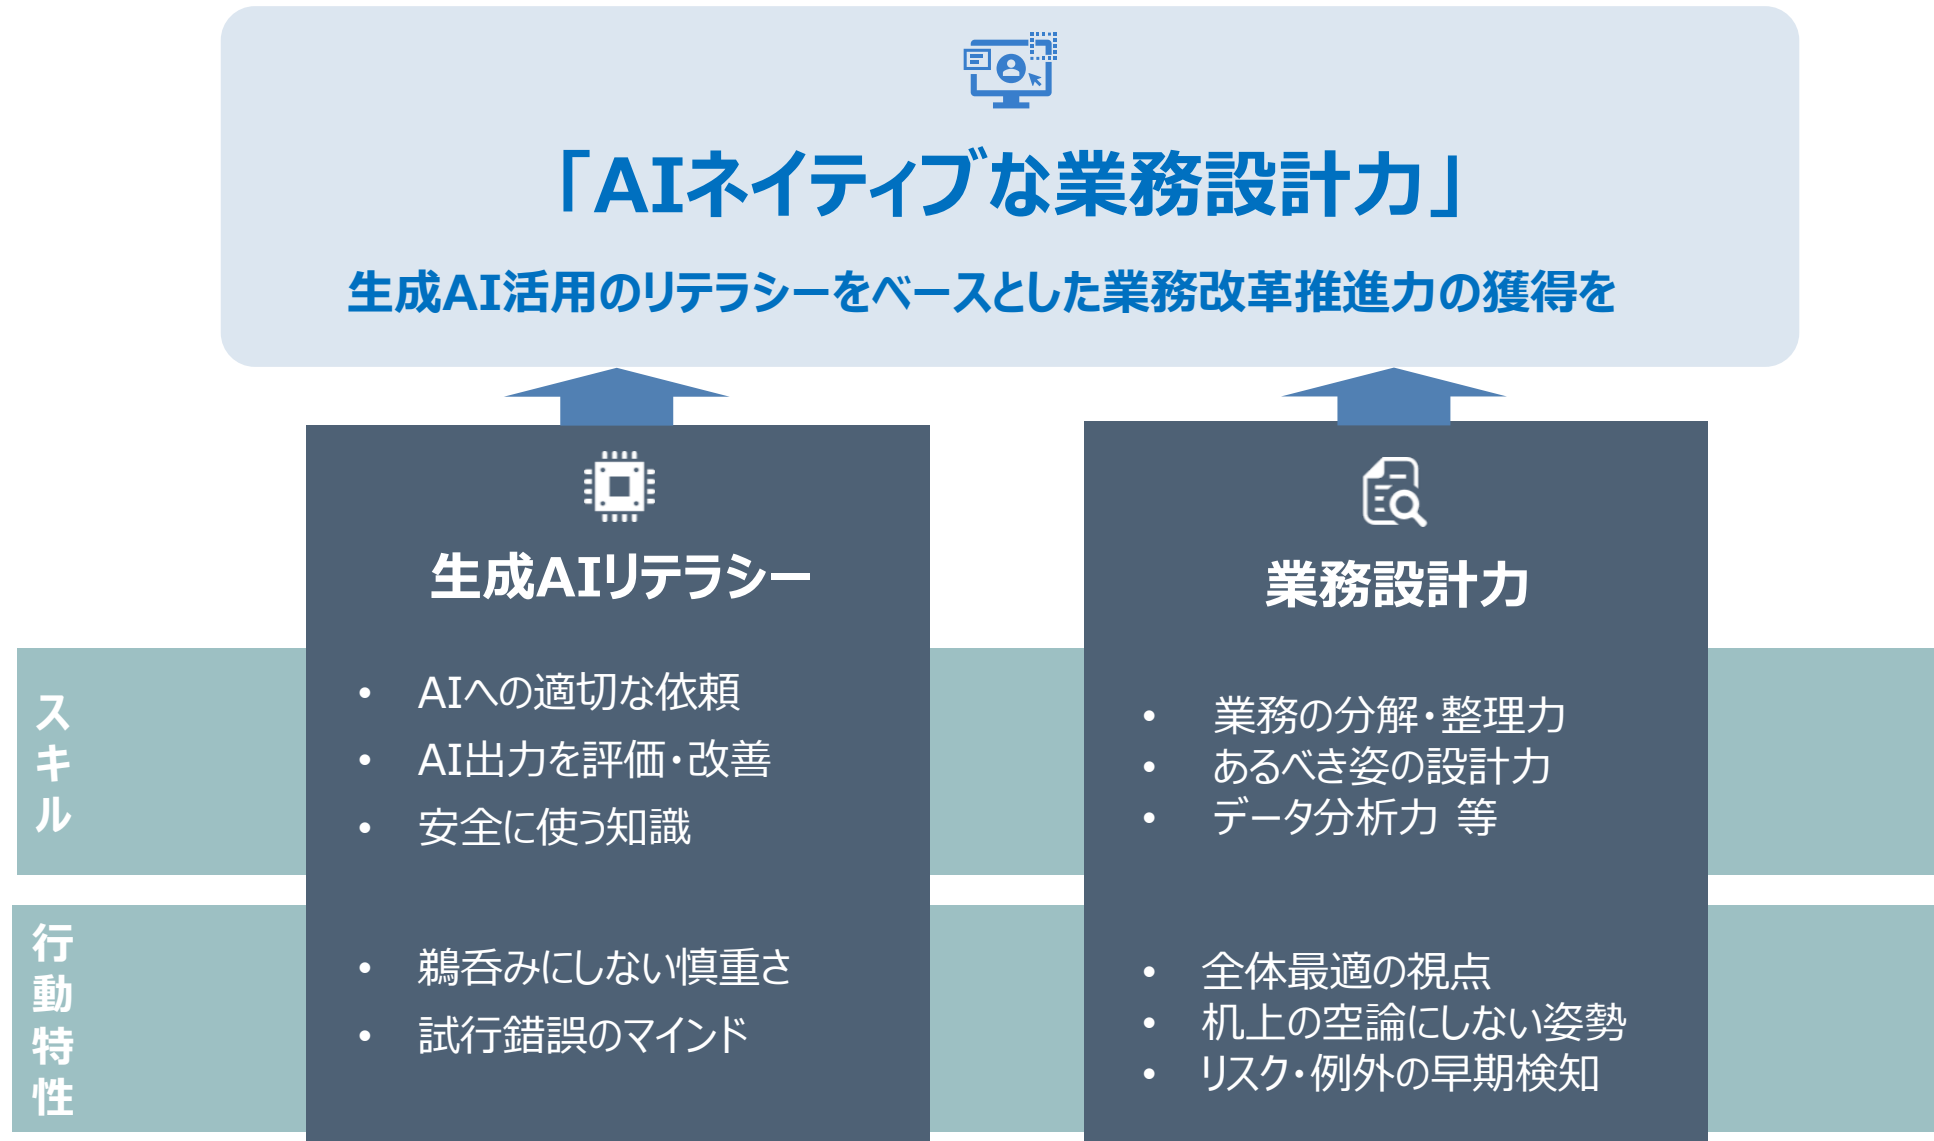 「AIネイティブな業務設計力」
生成AI活用のリテラシーをベースとした業務改革推進力の獲得を
生成AIリテラシー
業務設計力
スキル
• AIへの適切な依頼
• AI出力を評価・改善
• 安全に使う知識
• 業務の分解・整理力
• あるべき姿の設計力
• データ分析力 等
行動特性
• 鵜呑みにしない慎重さ
• 試行錯誤のマインド
• 全体最適の視点
• 机上の空論にしない姿勢
• リスク・例外の早期検知